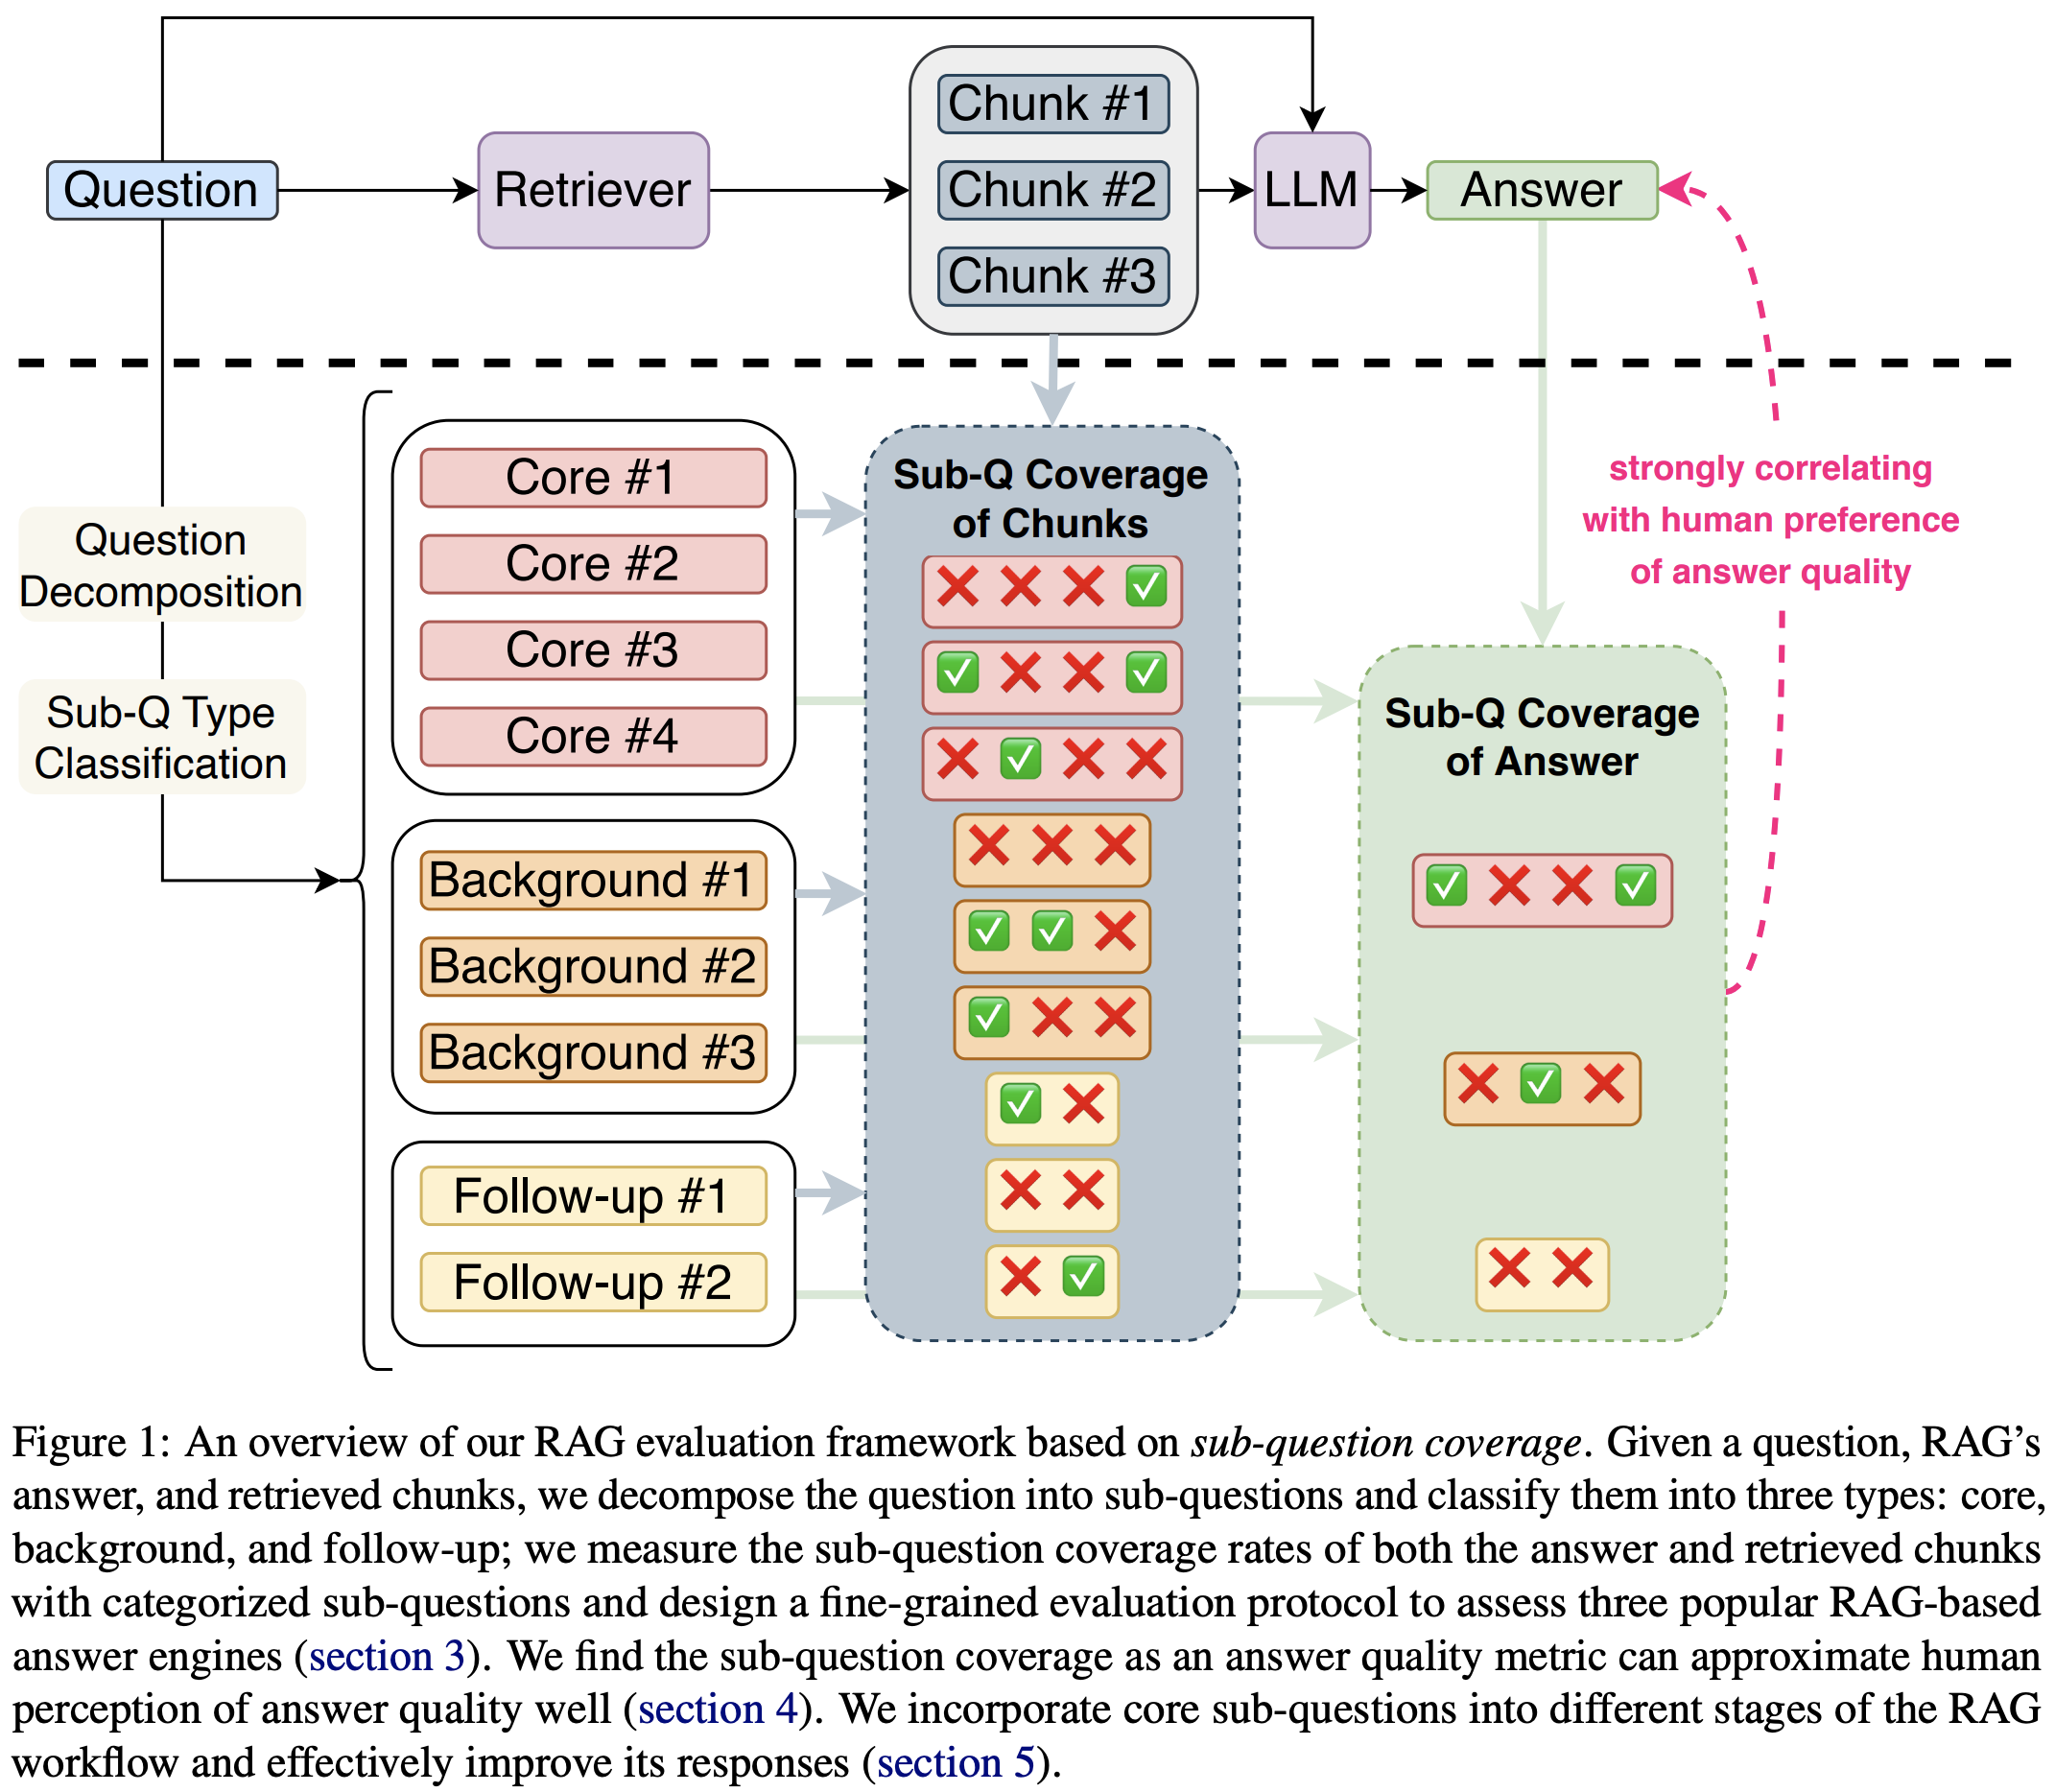 Question
Retriever
Chunk #1
Chunk #2
Chunk #3
LLM
Answer
Question
Decomposition
Sub-Q Type
Classification
Core #1
Core #2
Core #3
Core #4
Background #1
Background #2
Background #3
Follow-up #1
Follow-up #2
Sub-Q Coverage
of Chunks
Sub-Q Coverage
of Answer
strongly correlating
with human preference
of answer quality
Figure 1: An overview of our RAG evaluation framework based on sub-question coverage. Given a question, RAG’s
answer, and retrieved chunks, we decompose the question into sub-questions and classify them into three types: core,
background, and follow-up; we measure the sub-question coverage rates of both the answer and retrieved chunks
with categorized sub-questions and design a fine-grained evaluation protocol to assess three popular RAG-based
answer engines (section 3). We find the sub-question coverage as an answer quality metric can approximate human
perception of answer quality well (section 4). We incorporate core sub-questions into different stages of the RAG
workflow and effectively improve its responses (section 5).